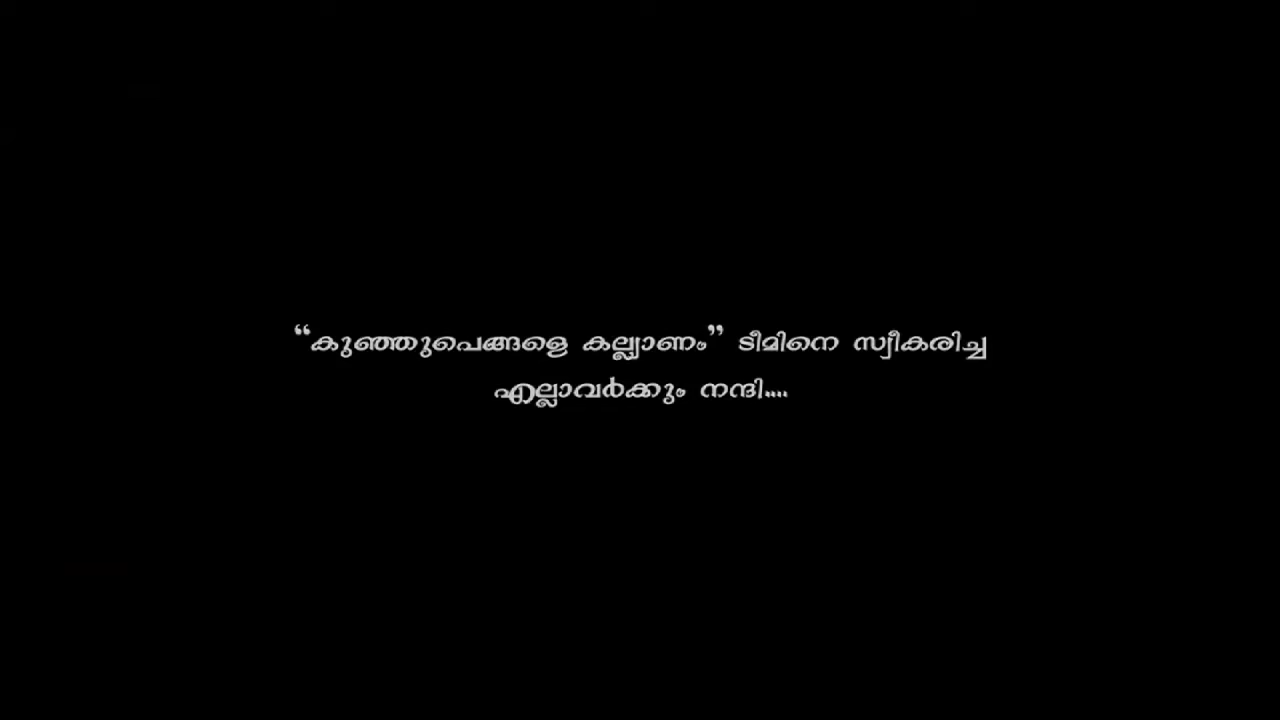 “കുഞ്ഞുപെങ്ങളെ കല്ല്യാണം” ടീമിനെ സ്വീകരിച്ച
എല്ലാവർക്കും നന്ദി....